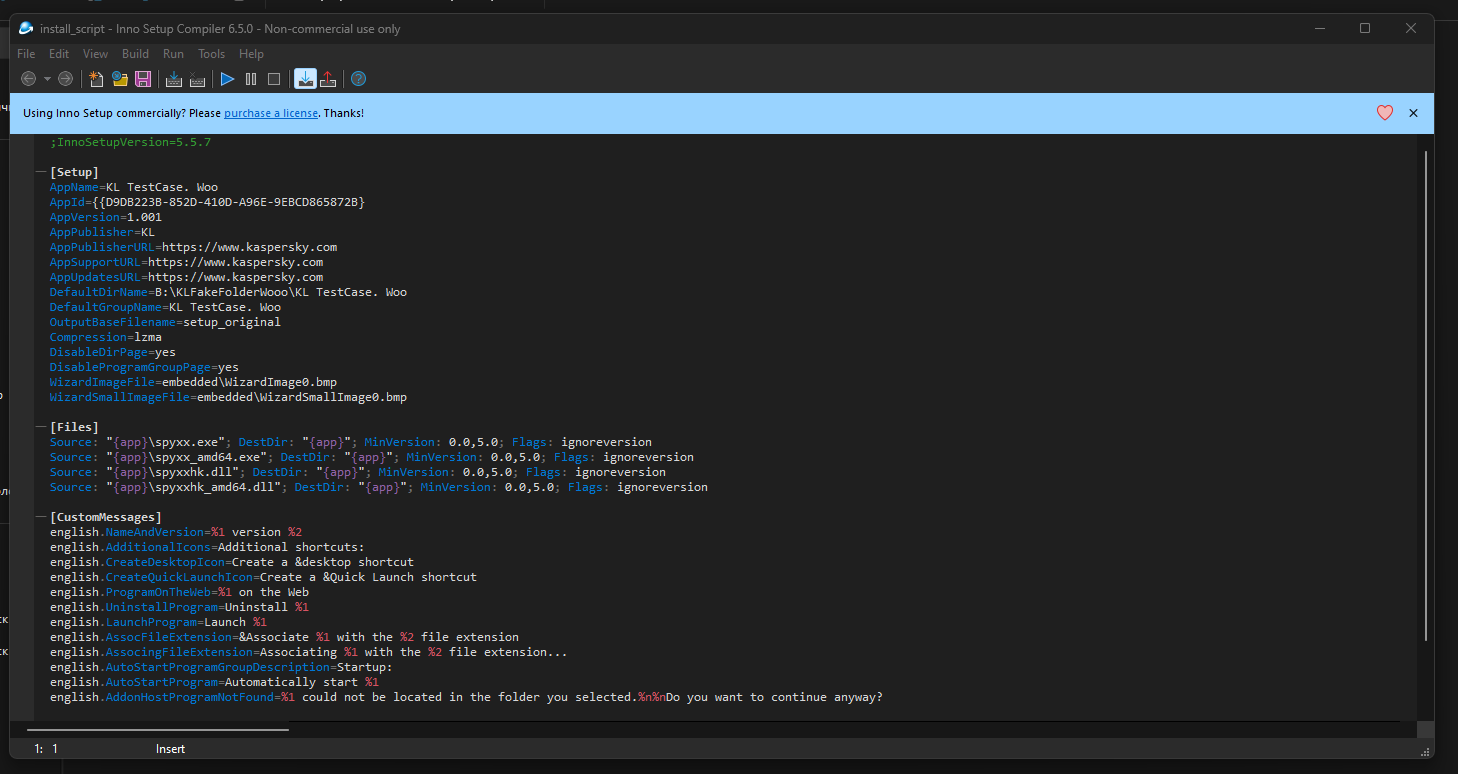 install_script - Inno Setup Compiler 6.5.0 - Non-commercial use only
File Edit View Build Run Tools Help
Using Inno Setup commercially? Please purchase a license. Thanks!
;InnoSetupVersion=5.5.7
[Setup]
AppName=KL TestCase. Woo
AppId={{D9DB223B-852D-410D-A96E-9EBCD865872B}
AppVersion=1.001
AppPublisher=KL
AppPublisherURL=https://www.kaspersky.com
AppSupportURL=https://www.kaspersky.com
AppUpdatesURL=https://www.kaspersky.com
DefaultDirName=B:\KLFakeFolderWooo\KL TestCase. Woo
DefaultGroupName=KL TestCase. Woo
OutputBaseFilename=setup_original
Compression=lzma
DisableDirPage=yes
DisableProgramGroupPage=yes
WizardImageFile=embedded\WizardImage0.bmp
WizardSmallImageFile=embedded\WizardSmallImage0.bmp
[Files]
Source: "{app}\spyxx.exe"; DestDir: "{app}"; MinVersion: 0.0,5.0; Flags: ignoreversion
Source: "{app}\spyxx_amd64.exe"; DestDir: "{app}"; MinVersion: 0.0,5.0; Flags: ignoreversion
Source: "{app}\spyxxhk.dll"; DestDir: "{app}"; MinVersion: 0.0,5.0; Flags: ignoreversion
Source: "{app}\spyxxhk_amd64.dll"; DestDir: "{app}"; MinVersion: 0.0,5.0; Flags: ignoreversion
[CustomMessages]
english.NameAndVersion=%1 version %2
english.AdditionalIcons=Additional shortcuts:
english.CreateDesktopIcon=Create a &desktop shortcut
english.CreateQuickLaunchIcon=Create a &Quick Launch shortcut
english.ProgramOnTheWeb=%1 on the Web
english.UninstallProgram=Uninstall %1
english.LaunchProgram=Launch %1
english.AssocFileExtension=&Associate %1 with the %2 file extension
english.AssocingFileExtension=Associating %1 with the %2 file extension...
english.AutoStartProgramGroupDescription=Startup:
english.AutoStartProgram=Automatically start %1
english.AddonHostProgramNotFound=%1 could not be located in the folder you selected.%n%nDo you want to continue anyway?
1: 1 Insert